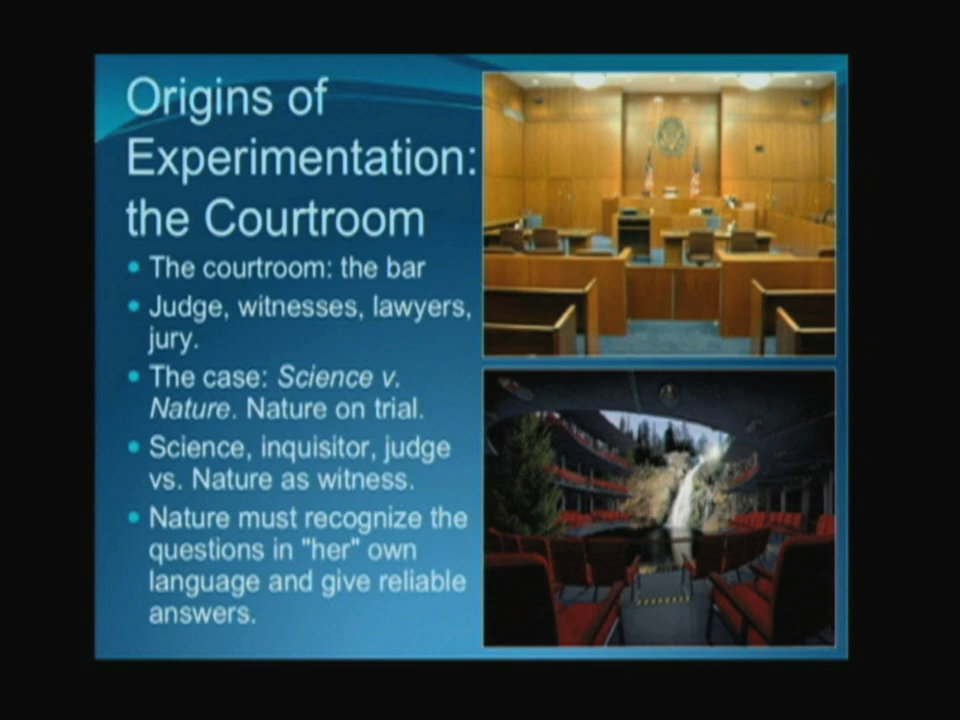 Origins of
Experimentation:
the Courtroom
• The courtroom: the bar
• Judge, witnesses, lawyers,
jury.
• The case: Science v.
Nature. Nature on trial.
• Science, inquisitor, judge
vs. Nature as witness.
• Nature must recognize the
questions in "her" own
language and give reliable
answers.